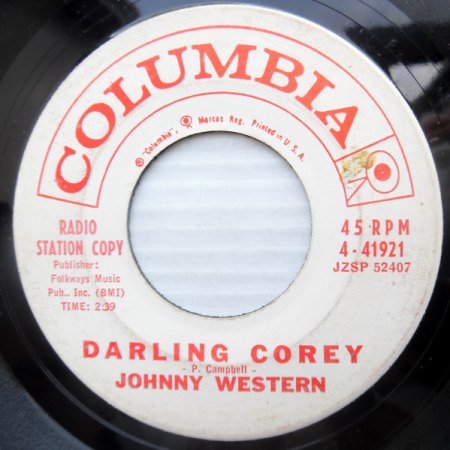 COLUMBIA
® "Columbia", Marcas Reg. Printed in U.S.A.
RADIO
STATION COPY
Publisher:
Folkways Music
Pub., Inc. (BMI)
TIME: 2:39
45 RPM
4-41921
JZSP 52407
DARLING COREY
- P. Campbell -
JOHNNY WESTERN